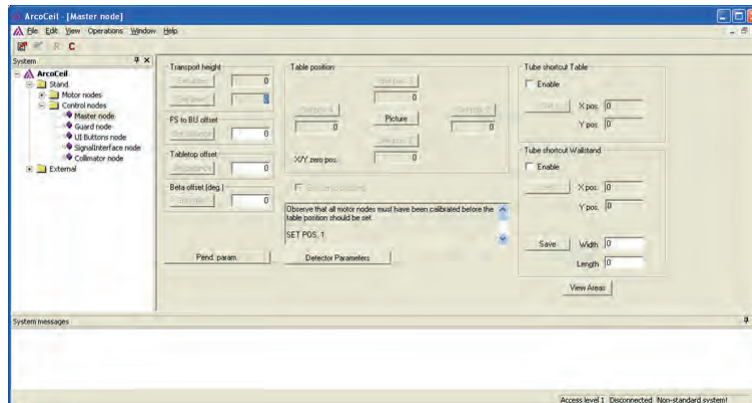 ArcoCeil - [Master node]
File Edit View Operations Window Help
R C
System
ArcoCeil
Stand
Motor nodes
Control nodes
Master node
Guard node
UI Buttons node
SignalInterface node
Collimator node
External
Transport height
0
FS to BU offset
0
Tabletop offset
0
Beta offset (deg.)
0
Pend. param.
Table position
0
Picture
0
0
0
X/Y zero pos.
Observe that all motor nodes must have been calibrated before the
table position should be set.
SET POS. 1
Detector Parameters
Tube shortcut Table
Enable
X pos. 0
Y pos. 0
Tube shortcut Wallstand
Enable
X pos. 0
Y pos. 0
Save Width 0
Length 0
View Areas
System messages
Access level 1 Disconnected Non-standard system!